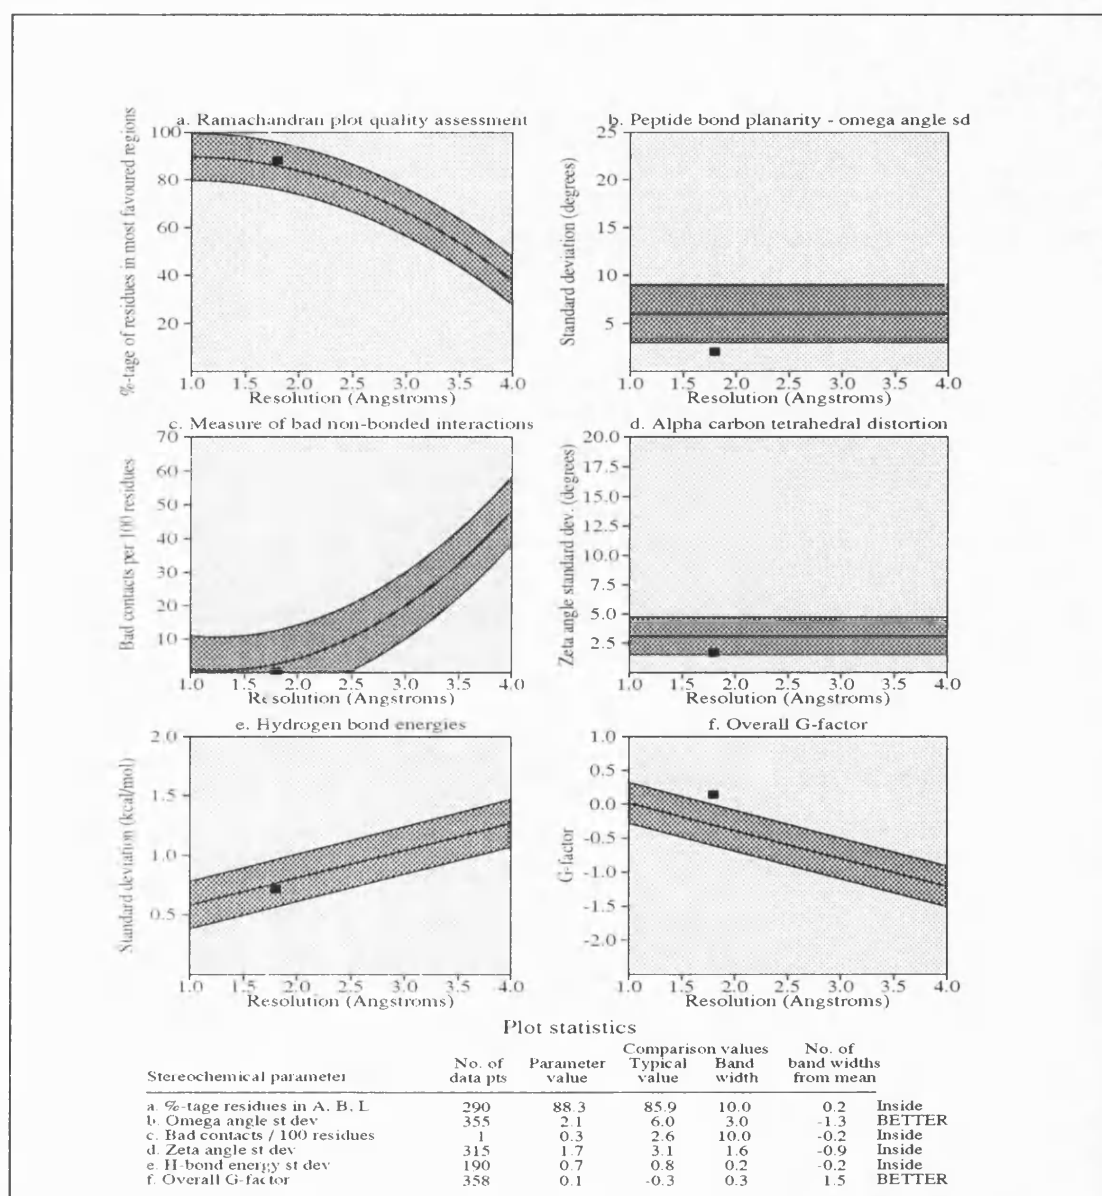 a. Ramachandran plot quality assessment
%-tage of residues in most favoured regions
100
80
60
40
20
1.0 1.5 2.0 2.5 3.0 3.5 4.0
Resolution (Angstroms)
b. Peptide bond planarity - omega angle sd
Standard deviation (degrees)
25
20
15
10
5
1.0 1.5 2.0 2.5 3.0 3.5 4.0
Resolution (Angstroms)
c. Measure of bad non-bonded interactions
Bad contacts per 100 residues
70
60
50
40
30
20
10
1.0 1.5 2.0 2.5 3.0 3.5 4.0
Resolution (Angstroms)
d. Alpha carbon tetrahedral distortion
Zeta angle standard dev. (degrees)
20.0
17.5
15.0
12.5
10.0
7.5
5.0
2.5
1.0 1.5 2.0 2.5 3.0 3.5 4.0
Resolution (Angstroms)
e. Hydrogen bond energies
Standard deviation (kcal/mol)
2.0
1.5
1.0
0.5
1.0 1.5 2.0 2.5 3.0 3.5 4.0
Resolution (Angstroms)
f. Overall G-factor
G-factor
1.0
0.5
0.0
-0.5
-1.0
-1.5
-2.0
1.0 1.5 2.0 2.5 3.0 3.5 4.0
Resolution (Angstroms)
Plot statistics
Comparison values No. of
No. of Parameter Typical Band band widths
Stereochemical parameter data pts value value width from mean
a. %-tage residues in A, B, L 290 88.3 85.9 10.0 0.2 Inside
b. Omega angle st dev 355 2.1 6.0 3.0 -1.3 BETTER
c. Bad contacts / 100 residues 1 0.3 2.6 10.0 -0.2 Inside
d. Zeta angle st dev 315 1.7 3.1 1.6 -0.9 Inside
e. H-bond energy st dev 190 0.7 0.8 0.2 -0.2 Inside
f. Overall G-factor 358 0.1 -0.3 0.3 1.5 BETTER